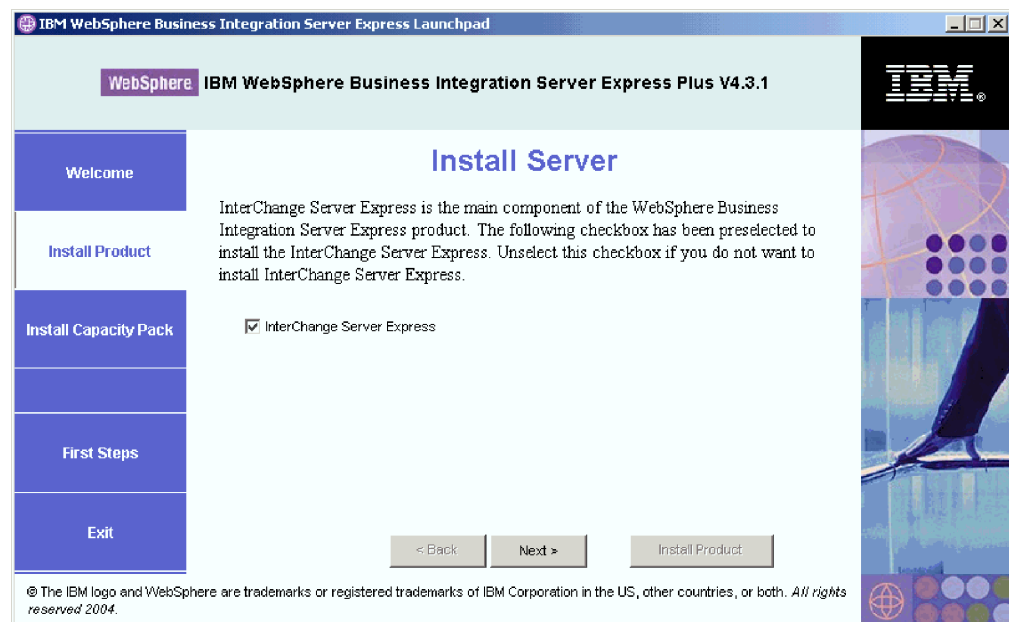 IBM WebSphere Business Integration Server Express Launchpad
WebSphere. IBM WebSphere Business Integration Server Express Plus V4.3.1
IBM®
Welcome
Install Product
Install Capacity Pack
First Steps
Exit
Install Server
InterChange Server Express is the main component of the WebSphere Business
Integration Server Express product. The following checkbox has been preselected to
install the InterChange Server Express. Unselect this checkbox if you do not want to
install InterChange Server Express.
InterChange Server Express
< Back
Next >
Install Product
© The IBM logo and WebSphere are trademarks or registered trademarks of IBM Corporation in the US, other countries, or both. All rights
reserved 2004.